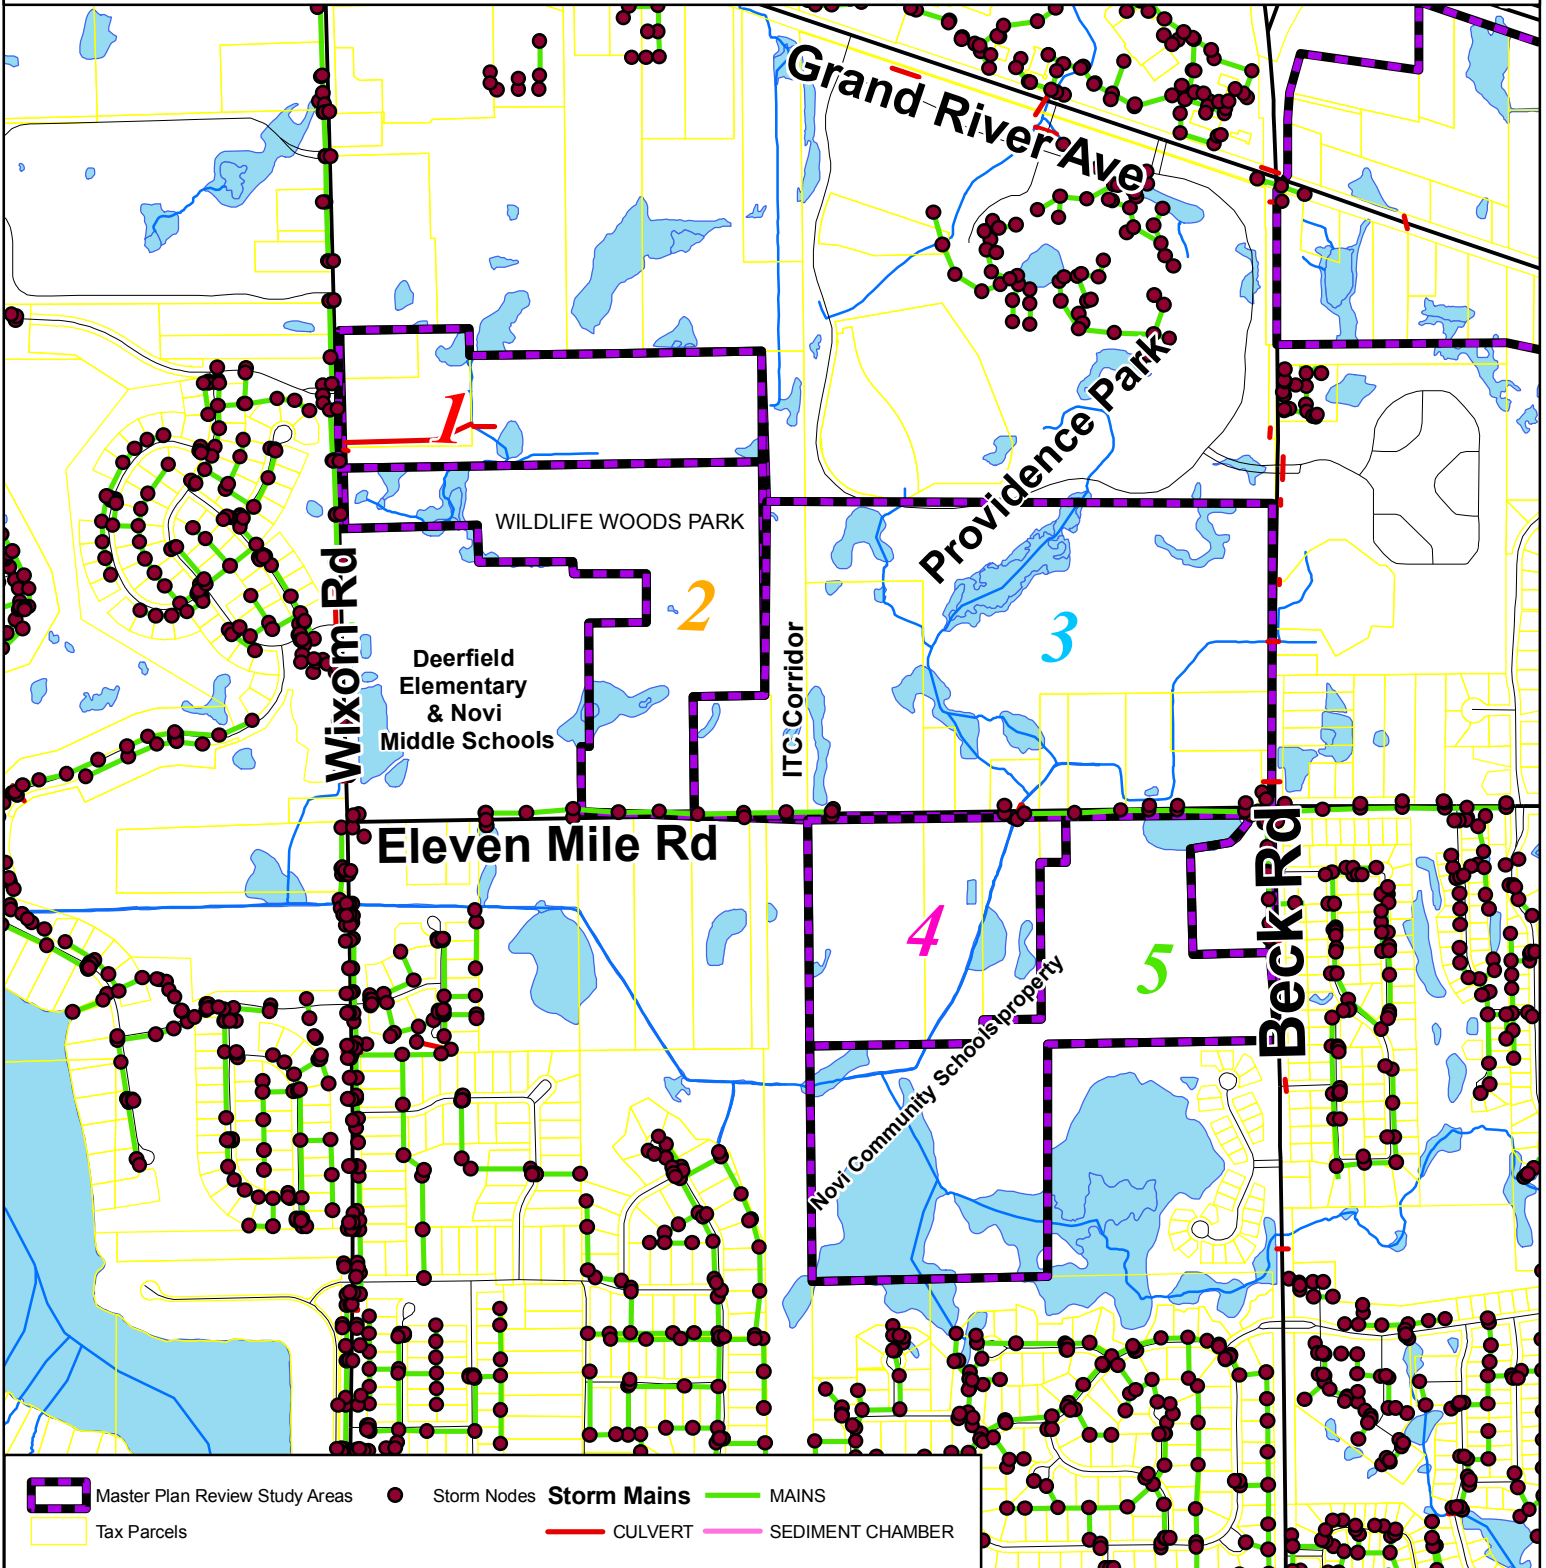 Grand River Ave
1
Providence Park
WILDLIFE WOODS PARK
2
3
Wixom Rd
Deerfield
Elementary
& Novi
Middle Schools
ITC Corridor
Eleven Mile Rd
Beck Rd
4
5
Novi Community Schools property
Master Plan Review Study Areas
Storm Nodes
Storm Mains
MAINS
Tax Parcels
CULVERT
SEDIMENT CHAMBER